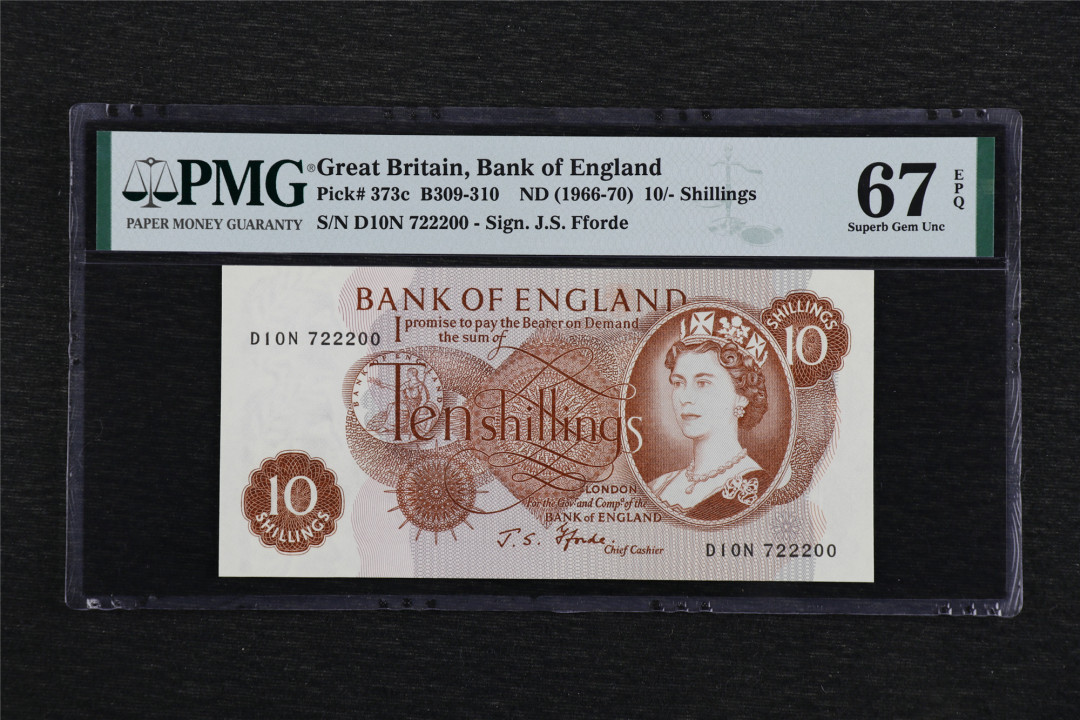 PMG®
PAPER MONEY GUARANTY
Great Britain, Bank of England
Pick# 373c B309-310 ND (1966-70) 10/- Shillings
S/N D10N 722200 - Sign. J.S. Fforde
67
EPQ
Superb Gem Unc
BANK OF ENGLAND
I promise to pay the Bearer on Demand
the sum of
D10N 722200
SHILLINGS
10
BANK OF ENGLAND
Ten shillings
10
SHILLINGS
LONDON
For the Govr and Compa of the
BANK of ENGLAND
J. S. Fforde.
Chief Cashier
D10N 722200